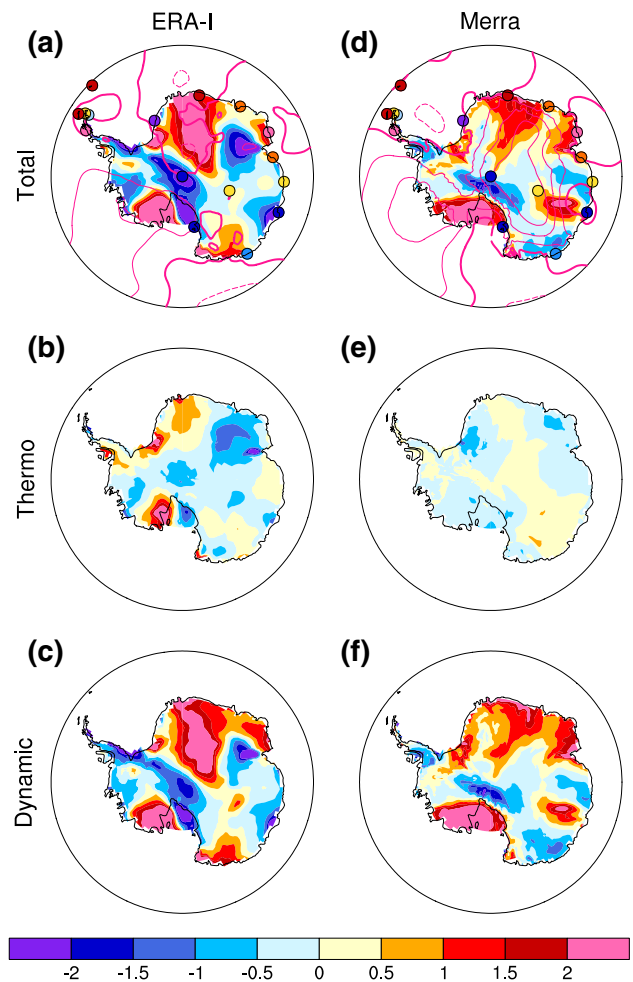 ERA-I Merra
(a) (d)
Total
(b) (e)
Thermo
(c) (f)
Dynamic
-2 -1.5 -1 -0.5 0 0.5 1 1.5 2